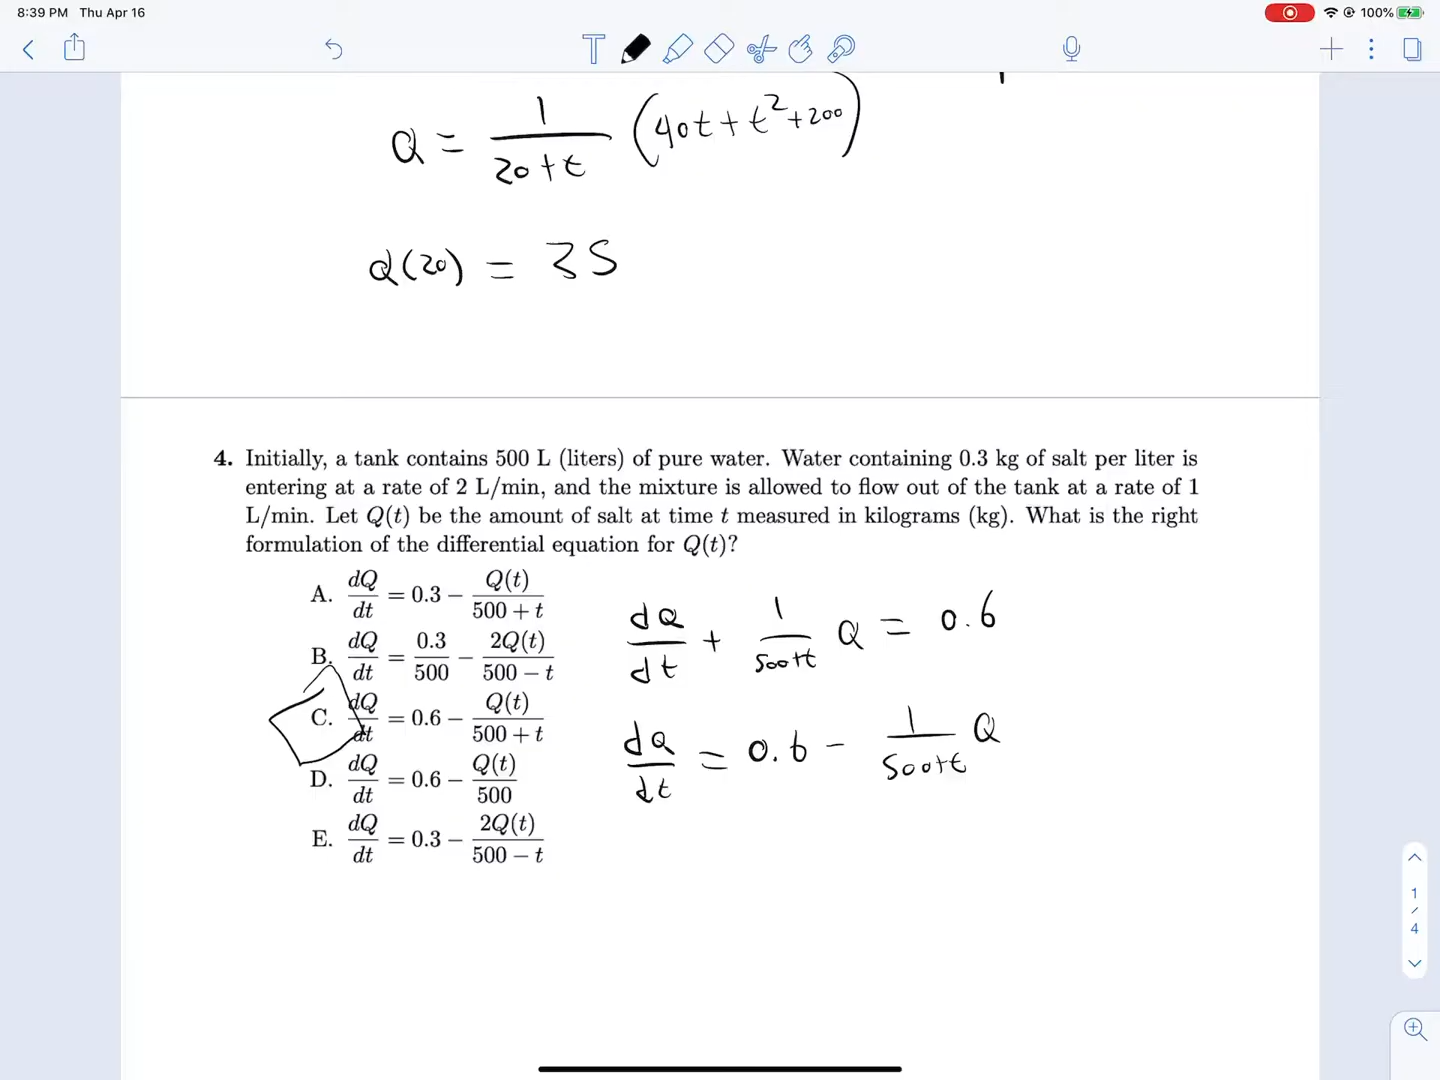 8:39 PM Thu Apr 16 100%
Q = 1/(20+t) (40t + t² + 200)
Q(20) = 35
4. Initially, a tank contains 500 L (liters) of pure water. Water containing 0.3 kg of salt per liter is
entering at a rate of 2 L/min, and the mixture is allowed to flow out of the tank at a rate of 1
L/min. Let Q(t) be the amount of salt at time t measured in kilograms (kg). What is the right
formulation of the differential equation for Q(t)?
A. dQ/dt = 0.3 − Q(t)/(500 + t)
B. dQ/dt = 0.3/500 − 2Q(t)/(500 − t)
C. dQ/dt = 0.6 − Q(t)/(500 + t)
D. dQ/dt = 0.6 − Q(t)/500
E. dQ/dt = 0.3 − 2Q(t)/(500 − t)
dQ/dt + 1/(500+t) Q = 0.6
dQ/dt = 0.6 − 1/(500+t) Q
1 / 4